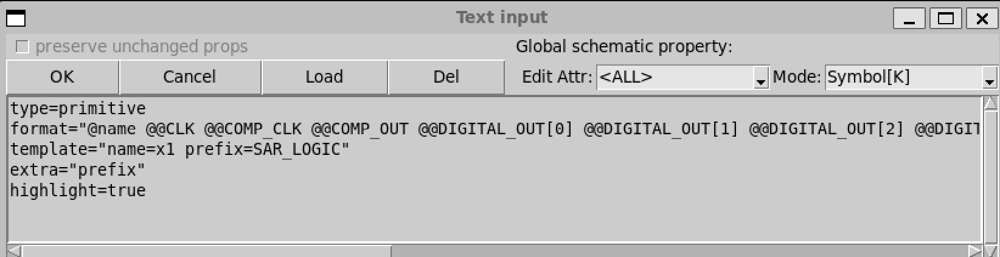 Text input
preserve unchanged props
Global schematic property:
OK Cancel Load Del Edit Attr: <ALL> Mode: Symbol[K]
type=primitive
format="@name @@CLK @@COMP_CLK @@COMP_OUT @@DIGITAL_OUT[0] @@DIGITAL_OUT[1] @@DIGITAL_OUT[2] @@DIGIT
template="name=x1 prefix=SAR_LOGIC"
extra="prefix"
highlight=true